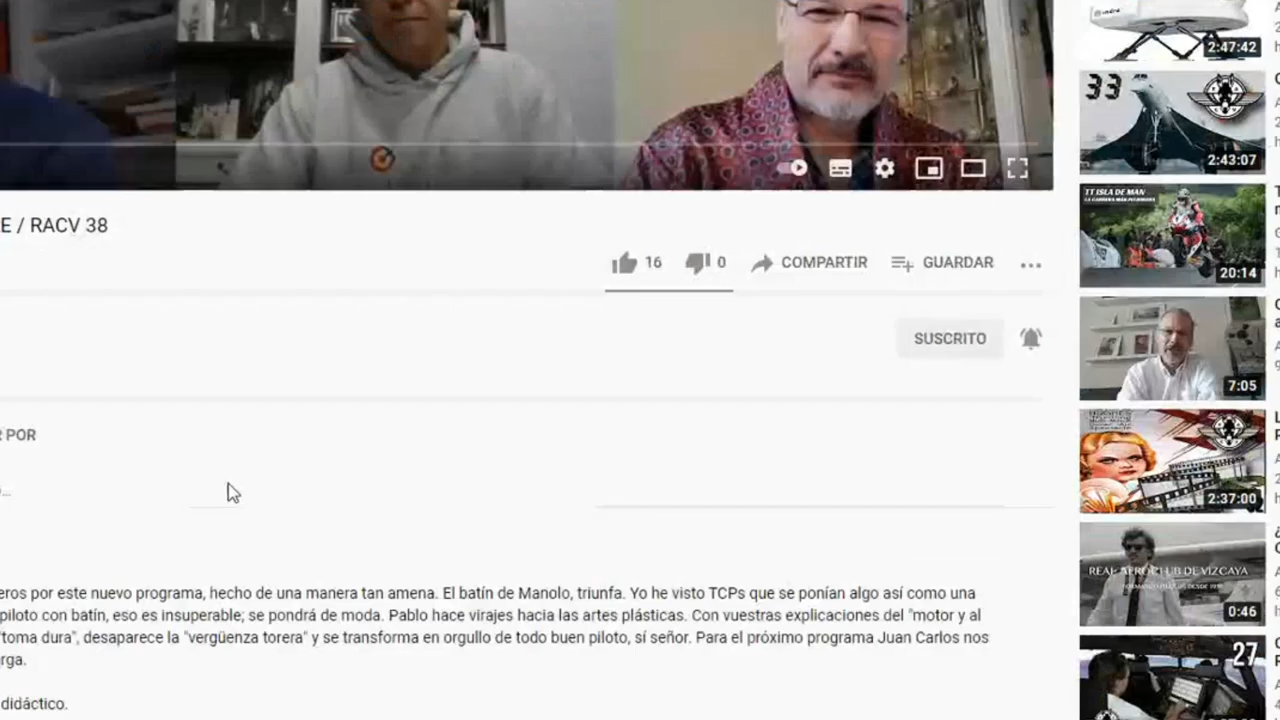 E / RACV 38
16
0
COMPARTIR
GUARDAR
SUSCRITO
R POR
eros por este nuevo programa, hecho de una manera tan amena. El batín de Manolo, triunfa. Yo he visto TCPs que se ponían algo así como una
piloto con batín, eso es insuperable; se pondrá de moda. Pablo hace virajes hacia las artes plásticas. Con vuestras explicaciones del "motor y al
"toma dura", desaparece la "vergüenza torera" y se transforma en orgullo de todo buen piloto, sí señor. Para el próximo programa Juan Carlos nos
rga.
didáctico.
2:47:42
33
2:43:07
TT ISLA DE MAN
20:14
7:05
2:37:00
REAL AEROCLUB DE VIZCAYA
0:46
27